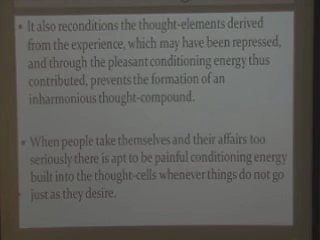 • It also reconditions the thought-elements derived
from the experience, which may have been repressed,
and through the pleasant conditioning energy thus
contributed, prevents the formation of an
inharmonious thought-compound.
• When people take themselves and their affairs too
seriously there is apt to be painful conditioning energy
built into the thought-cells whenever things do not go
just as they desire.